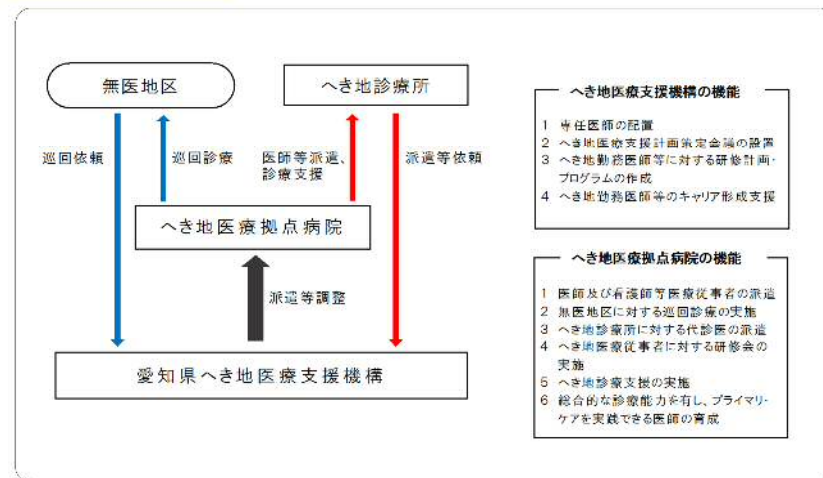 無医地区
へき地診療所
巡回依頼
巡回診療
医師等派遣、
診療支援
派遣等依頼
へき地医療拠点病院
派遣等調整
愛知県へき地医療支援機構
へき地医療支援機構の機能
1 専任医師の配置
2 へき地医療支援計画策定会議の設置
3 へき地勤務医師等に対する研修計画・
プログラムの作成
4 へき地勤務医師等のキャリア形成支援
へき地医療拠点病院の機能
1 医師及び看護師等医療従事者の派遣
2 無医地区に対する巡回診療の実施
3 へき地診療所に対する代診医の派遣
4 へき地医療従事者に対する研修会の
実施
5 へき地診療支援の実施
6 総合的な診療能力を有し、プライマリ・
ケアを実践できる医師の育成